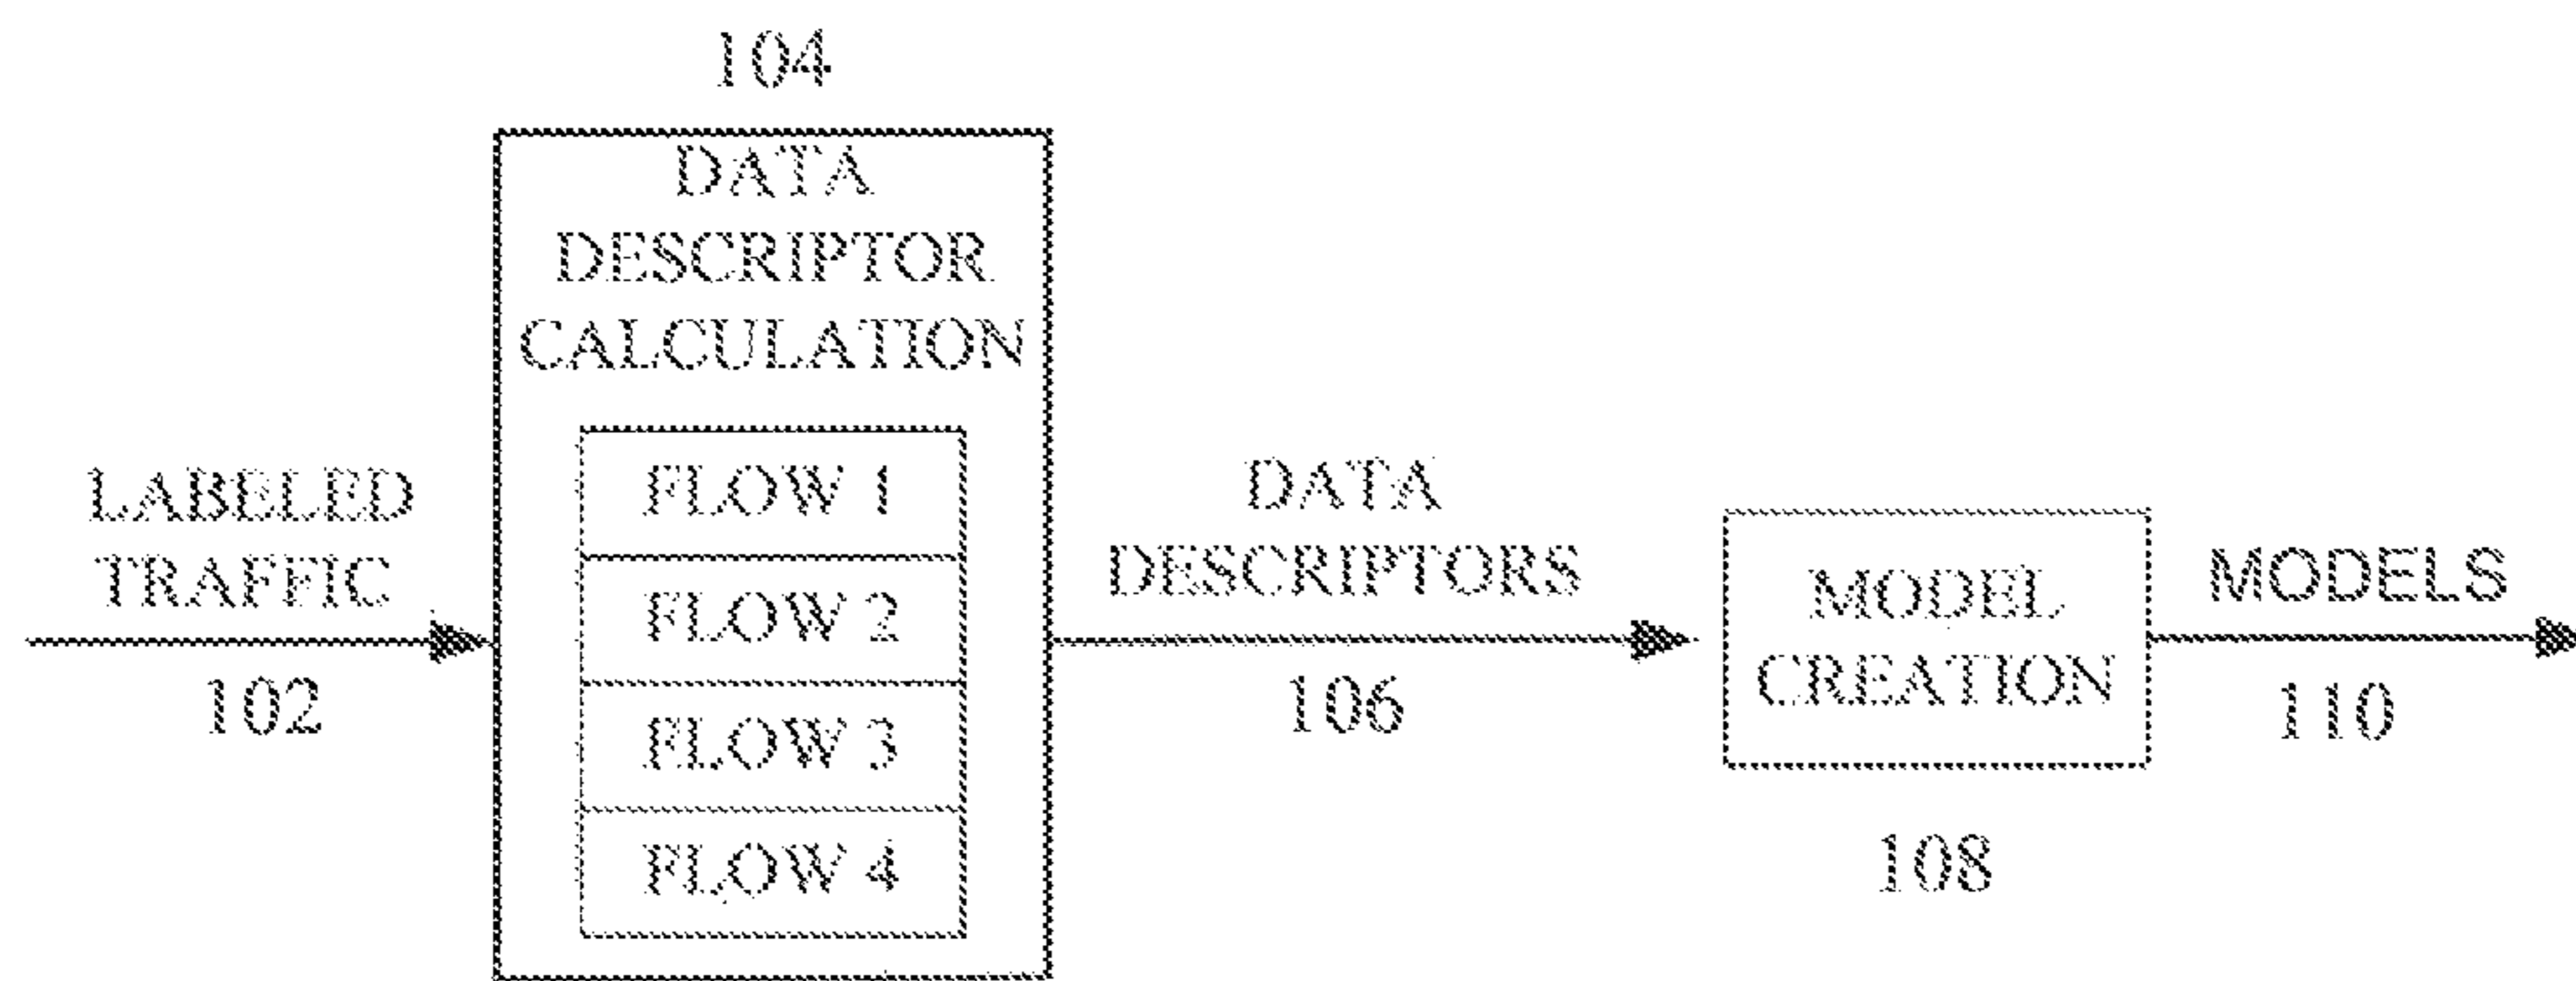 104
DATA
DESCRIPTOR
CALCULATION
FLOW 1
FLOW 2
FLOW 3
FLOW 4
LABELED
TRAFFIC
102
DATA
DESCRIPTORS
106
MODEL
CREATION
108
MODELS
110